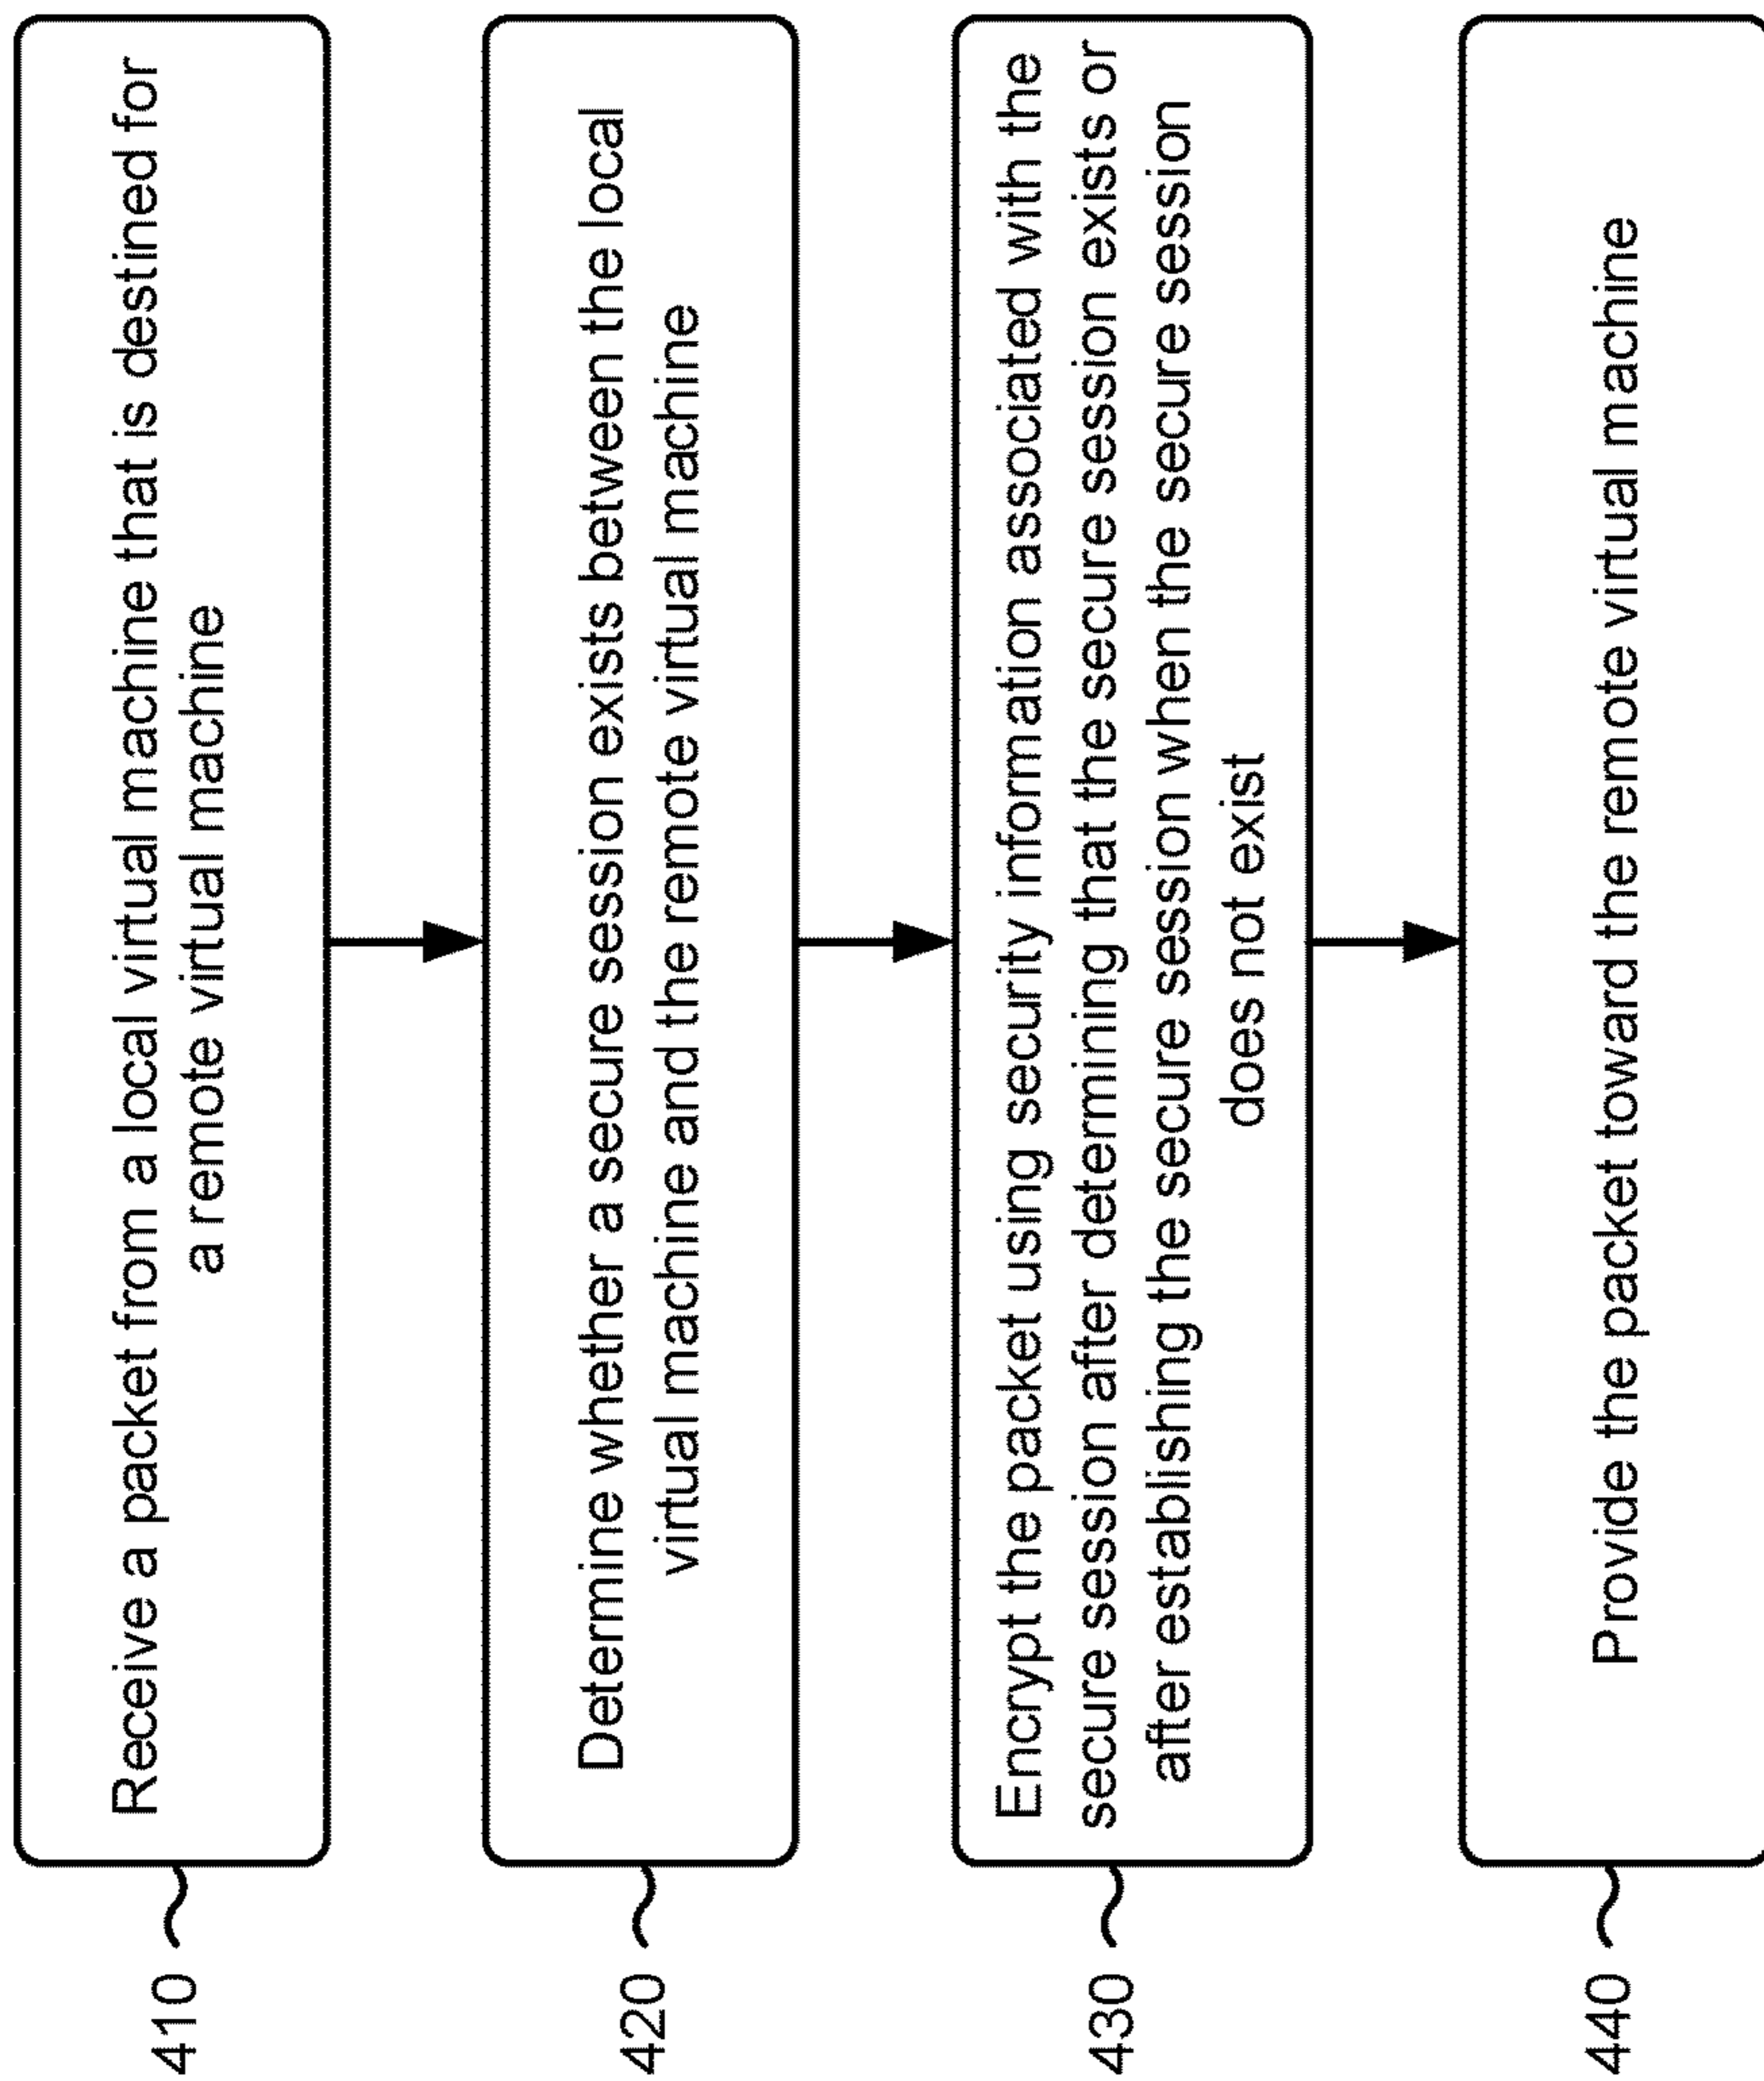 410
Receive a packet from a local virtual machine that is destined for
a remote virtual machine
420
Determine whether a secure session exists between the local
virtual machine and the remote virtual machine
430
Encrypt the packet using security information associated with the
secure session after determining that the secure session exists or
after establishing the secure session when the secure session
does not exist
440
Provide the packet toward the remote virtual machine